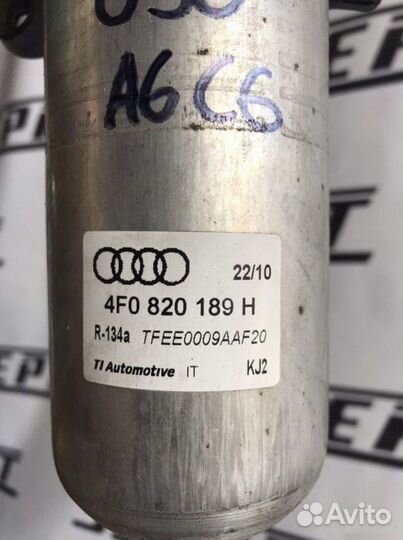 A6 C6
22/10
4F0 820 189 H
R-134a TFEE0009AAF20
TI Automotive IT KJ2
Avito